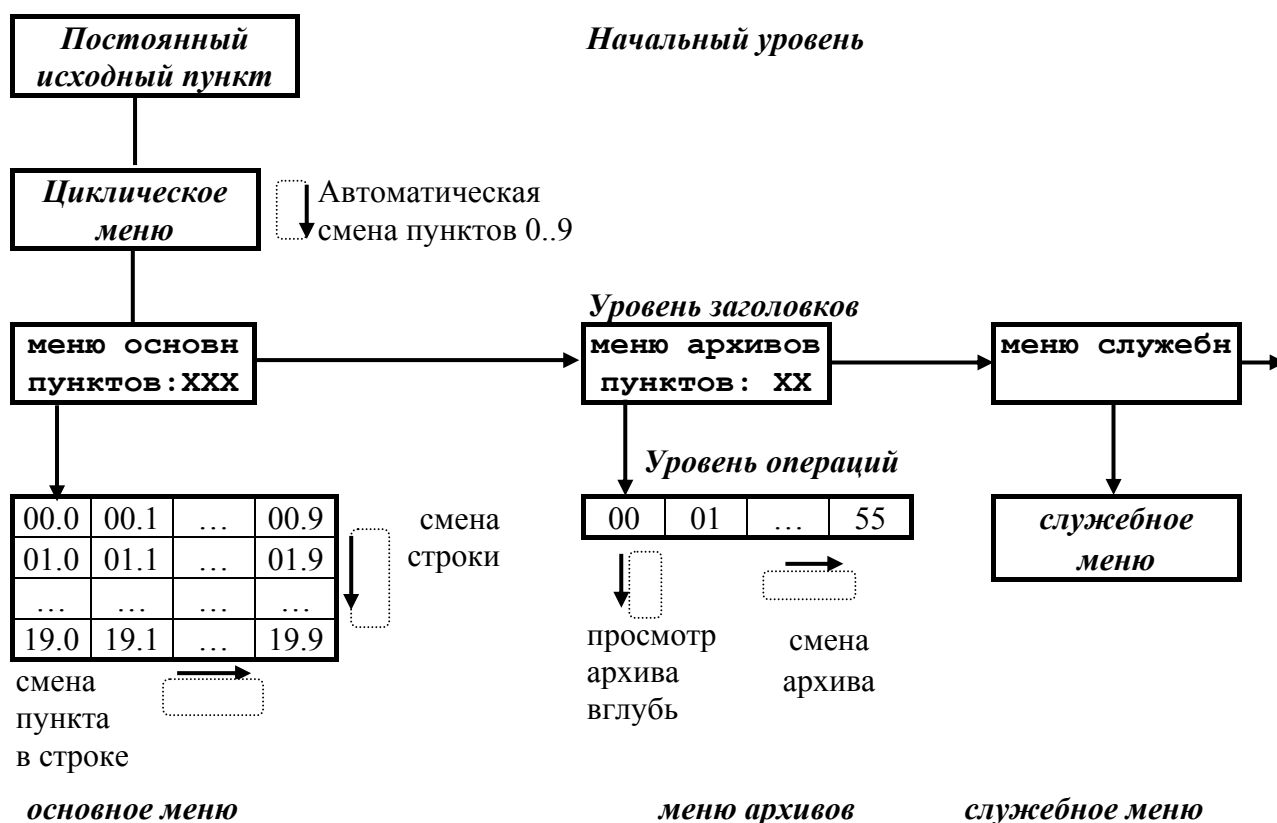 Постоянный
исходный пункт
Начальный уровень
Циклическое
меню
Автоматическая
смена пунктов 0..9
Уровень заголовков
меню основн
пунктов:XXX
меню архивов
пунктов: XX
меню служебн
Уровень операций
00.0 00.1 … 00.9
01.0 01.1 … 01.9
… … … …
19.0 19.1 … 19.9
смена
строки
00 01 … 55
служебное
меню
смена
пункта
в строке
просмотр
архива
вглубь
смена
архива
основное меню
меню архивов
служебное меню